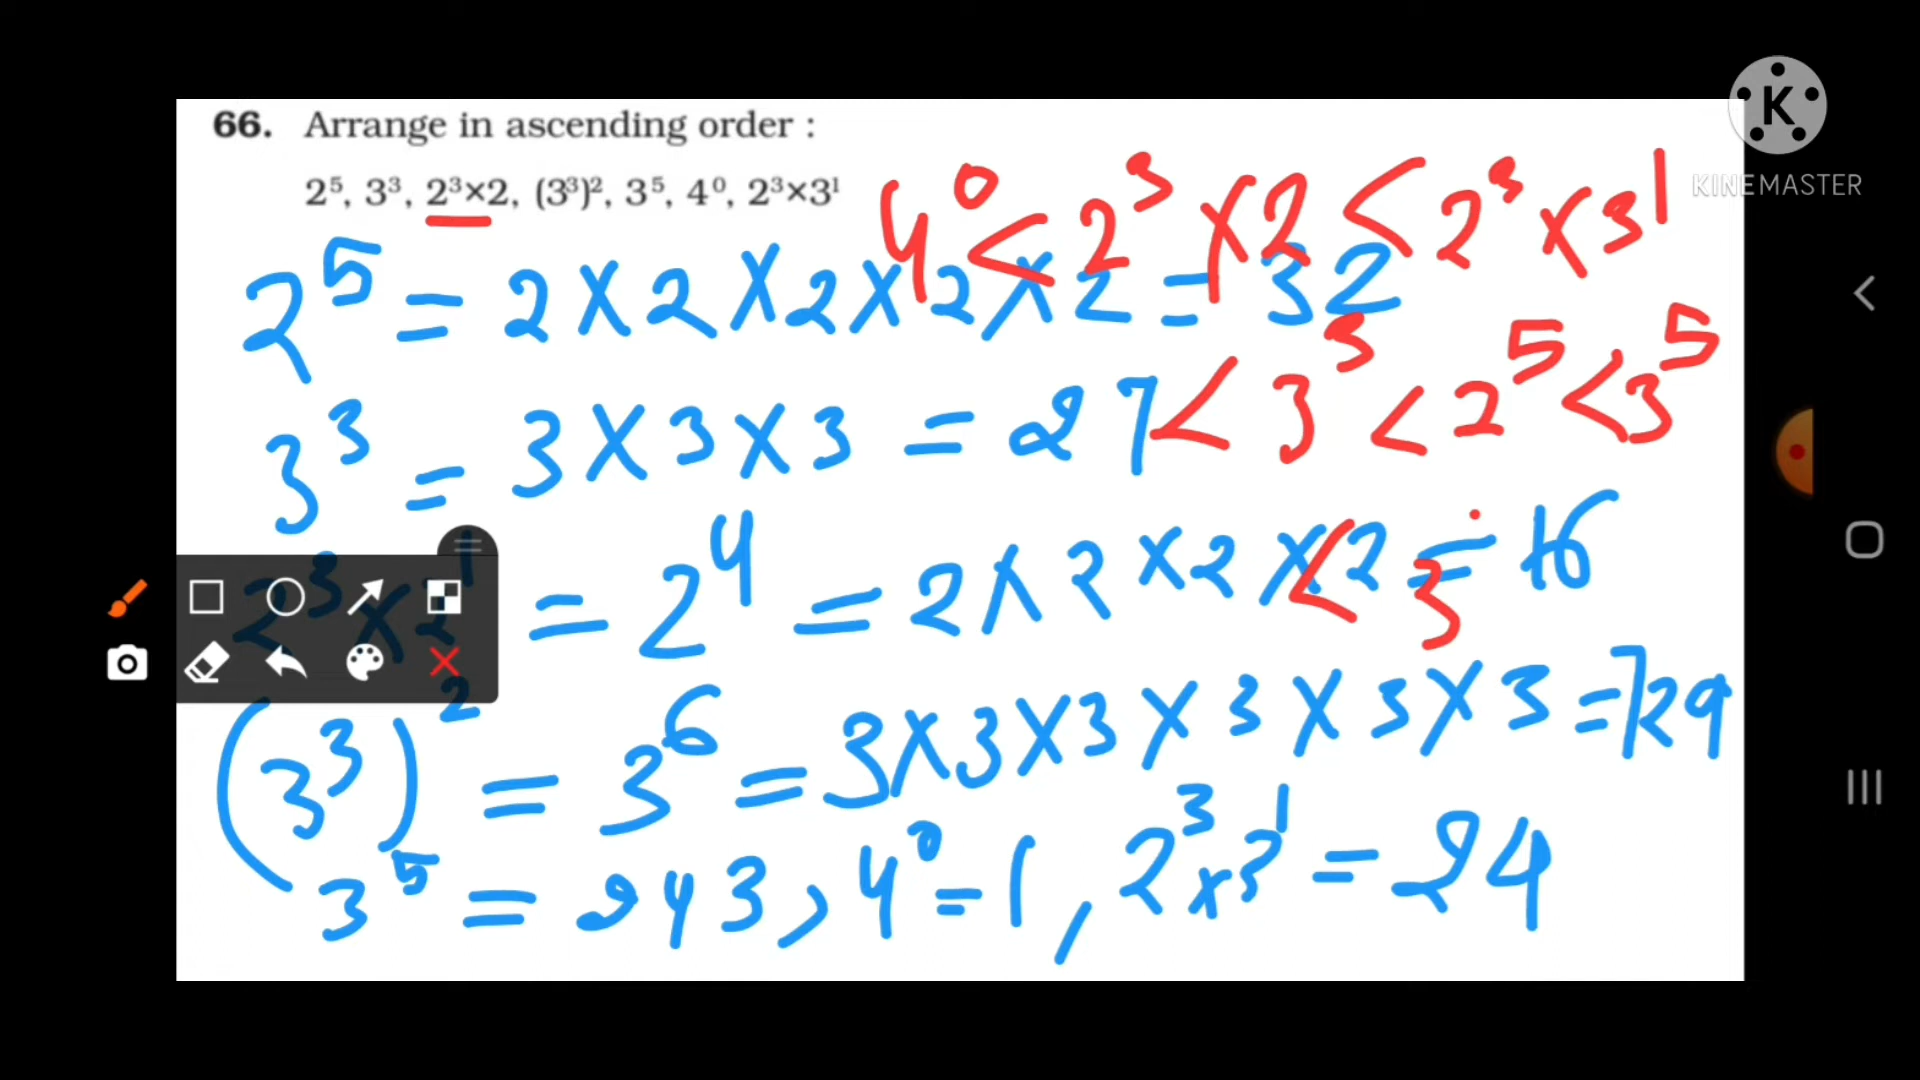 66. Arrange in ascending order :
2⁵, 3³, 2³×2, (3³)², 3⁵, 4⁰, 2³×3¹
4⁰ < 2³ × 2 < 2³ × 3¹
KINEMASTER
2⁵ = 2 × 2 × 2 × 2 × 2 = 32
< 3³ < 2⁵ < 3⁵
3³ = 3 × 3 × 3 = 27
2³ × 2¹ = 2⁴ = 2 × 2 × 2 × 2 = 16
< 3
(3³)² = 3⁶ = 3 × 3 × 3 × 3 × 3 × 3 = 729
3⁵ = 243, 4⁰ = 1, 2³ × 3¹ = 24